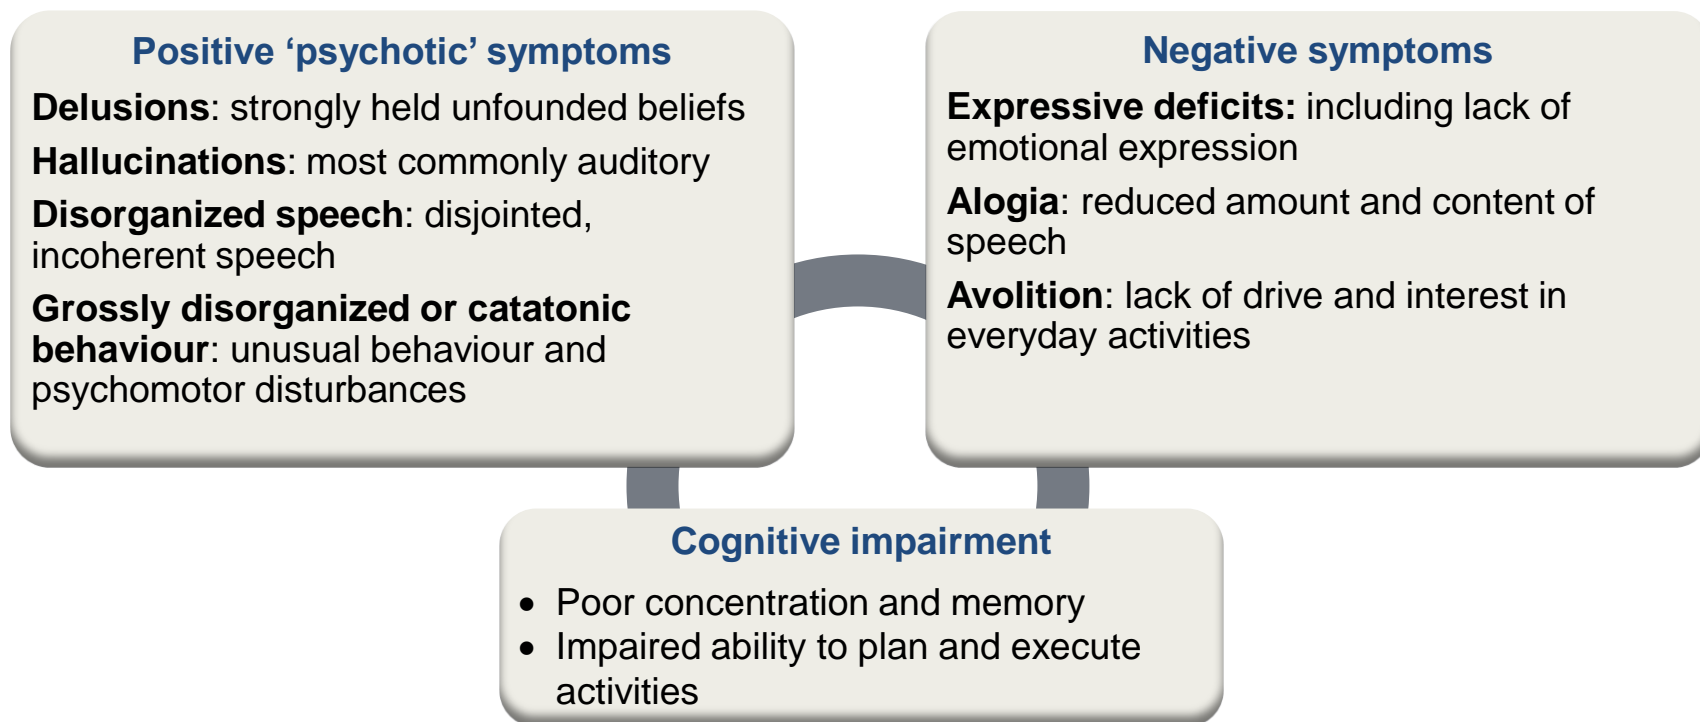 Positive ‘psychotic’ symptoms
Delusions: strongly held unfounded beliefs
Hallucinations: most commonly auditory
Disorganized speech: disjointed,
incoherent speech
Grossly disorganized or catatonic
behaviour: unusual behaviour and
psychomotor disturbances
Negative symptoms
Expressive deficits: including lack of
emotional expression
Alogia: reduced amount and content of
speech
Avolition: lack of drive and interest in
everyday activities
Cognitive impairment
• Poor concentration and memory
• Impaired ability to plan and execute
activities